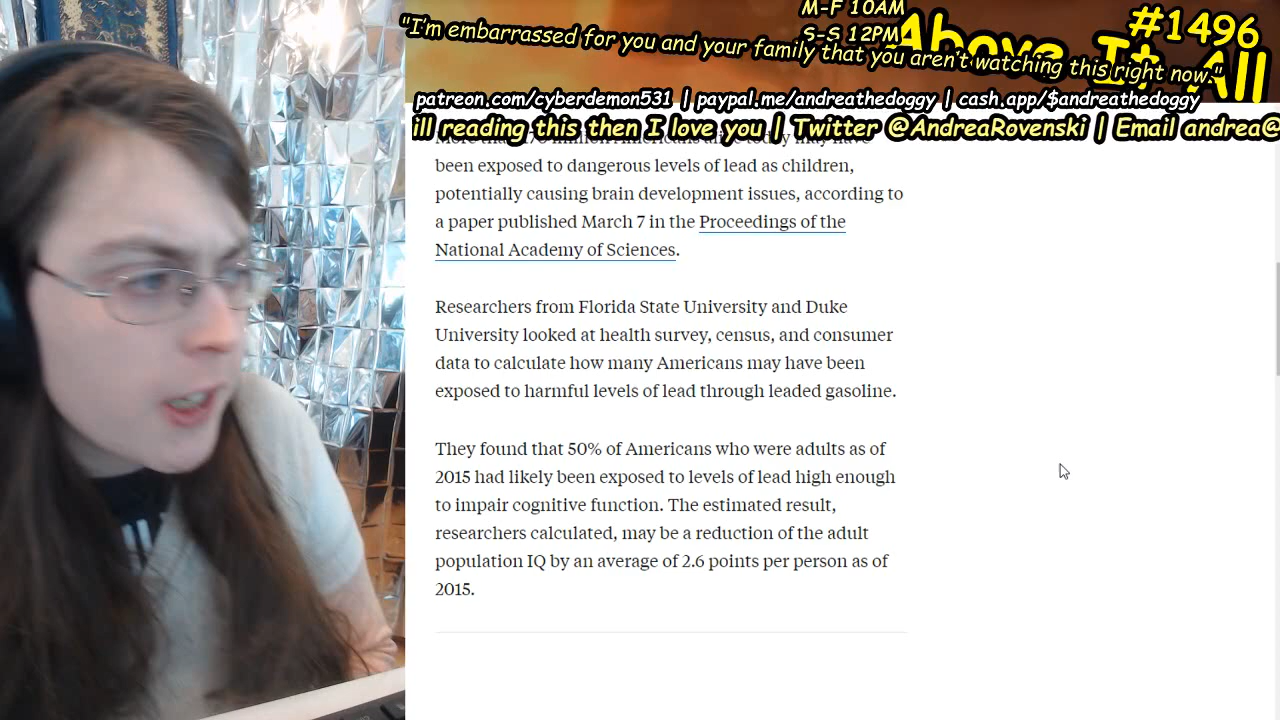 M-F 10AM
S-S 12PM
#1496
Above It All
"I'm embarrassed for you and your family that you aren't watching this right now."
patreon.com/cyberdemon531 | paypal.me/andreathedoggy | cash.app/$andreathedoggy
ill reading this then I love you | Twitter @AndreaRovenski | Email andrea@
been exposed to dangerous levels of lead as children,
potentially causing brain development issues, according to
a paper published March 7 in the Proceedings of the
National Academy of Sciences.
Researchers from Florida State University and Duke
University looked at health survey, census, and consumer
data to calculate how many Americans may have been
exposed to harmful levels of lead through leaded gasoline.
They found that 50% of Americans who were adults as of
2015 had likely been exposed to levels of lead high enough
to impair cognitive function. The estimated result,
researchers calculated, may be a reduction of the adult
population IQ by an average of 2.6 points per person as of
2015.